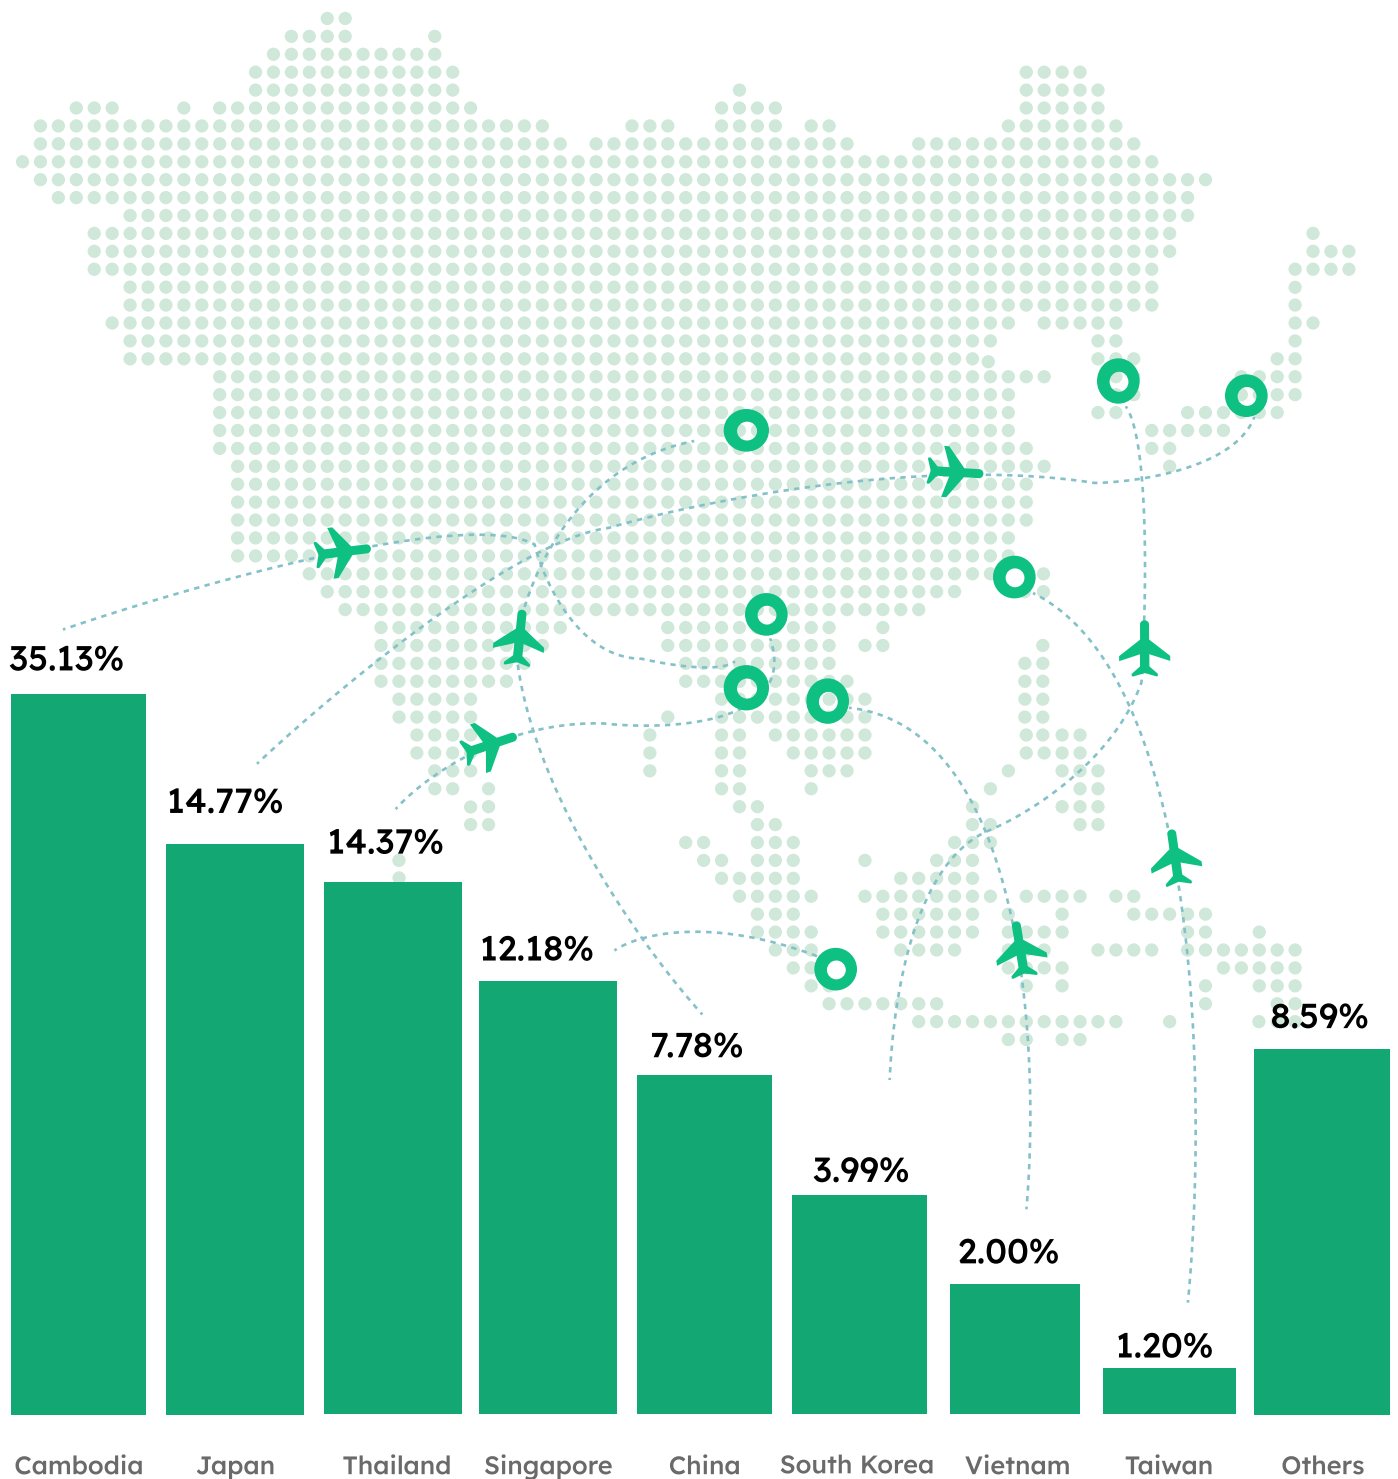 35.13%
14.77%
14.37%
12.18%
7.78%
8.59%
3.99%
2.00%
1.20%
Cambodia
Japan
Thailand
Singapore
China
South Korea
Vietnam
Taiwan
Others